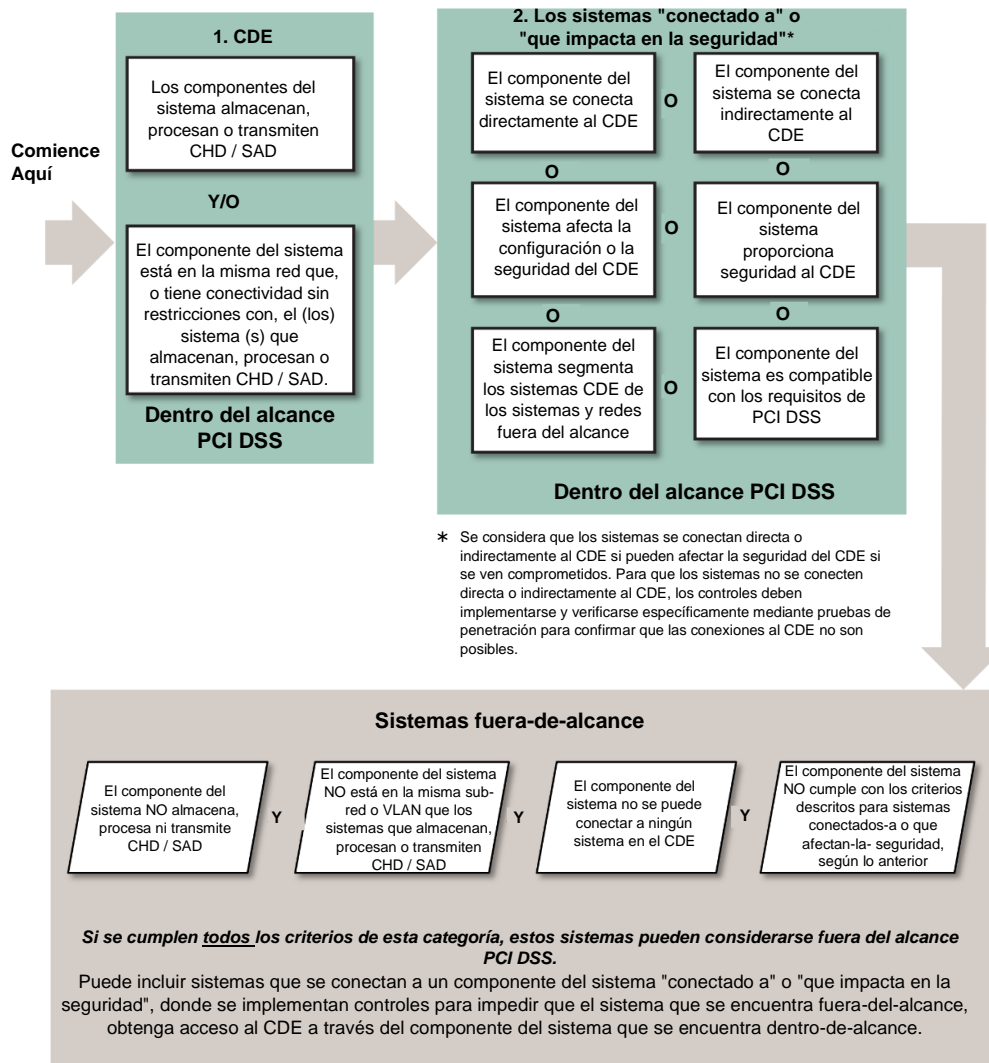 Comience
Aquí
1. CDE
Los componentes del
sistema almacenan,
procesan o transmiten
CHD / SAD
Y/O
El componente del sistema
está en la misma red que,
o tiene conectividad sin
restricciones con, el (los)
sistema (s) que
almacenan, procesan o
transmiten CHD / SAD.
Dentro del alcance
PCI DSS
2. Los sistemas "conectado a" o
"que impacta en la seguridad"*
El componente del
sistema se conecta
directamente al CDE
O
El componente del
sistema se conecta
indirectamente al
CDE
O
O
El componente del
sistema afecta la
configuración o la
seguridad del CDE
O
El componente del
sistema
proporciona
seguridad al CDE
O
O
El componente del
sistema segmenta
los sistemas CDE de
los sistemas y redes
fuera del alcance
O
El componente del
sistema es compatible
con los requisitos de
PCI DSS
Dentro del alcance PCI DSS
* Se considera que los sistemas se conectan directa o
indirectamente al CDE si pueden afectar la seguridad del CDE si
se ven comprometidos. Para que los sistemas no se conecten
directa o indirectamente al CDE, los controles deben
implementarse y verificarse específicamente mediante pruebas de
penetración para confirmar que las conexiones al CDE no son
posibles.
Sistemas fuera-de-alcance
El componente del
sistema NO almacena,
procesa ni transmite
CHD / SAD
Y
El componente del sistema
NO está en la misma sub-
red o VLAN que los
sistemas que almacenan,
procesan o transmiten
CHD / SAD
Y
El componente del
sistema no se puede
conectar a ningún
sistema en el CDE
Y
El componente del sistema
NO cumple con los criterios
descritos para sistemas
conectados-a o que
afectan-la- seguridad,
según lo anterior
Si se cumplen todos los criterios de esta categoría, estos sistemas pueden considerarse fuera del alcance
PCI DSS.
Puede incluir sistemas que se conectan a un componente del sistema "conectado a" o "que impacta en la
seguridad", donde se implementan controles para impedir que el sistema que se encuentra fuera-del-alcance,
obtenga acceso al CDE a través del componente del sistema que se encuentra dentro-de-alcance.